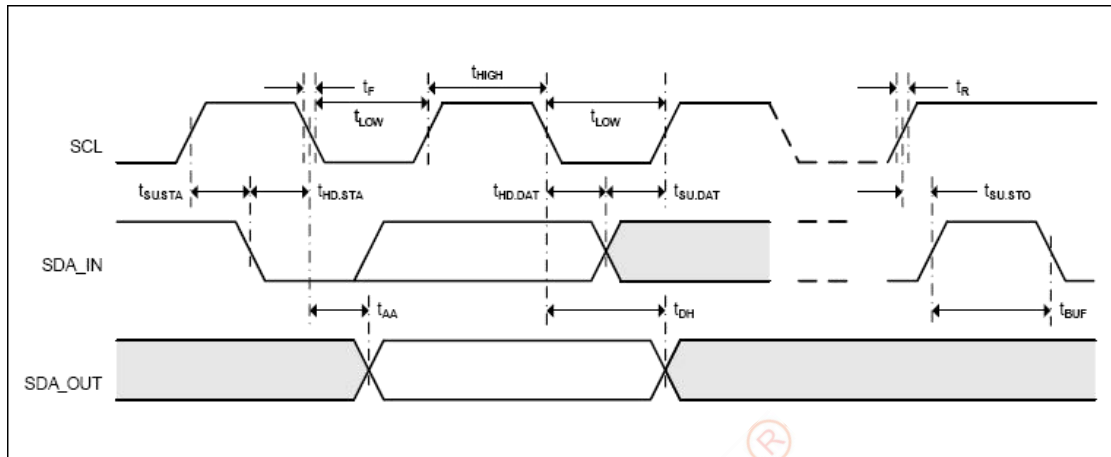 tHIGH
tF
tR
tLOW
tLOW
SCL
tSU.STA
tHD.STA
tHD.DAT
tSU.DAT
tSU.STO
SDA_IN
tAA
tDH
tBUF
SDA_OUT
®